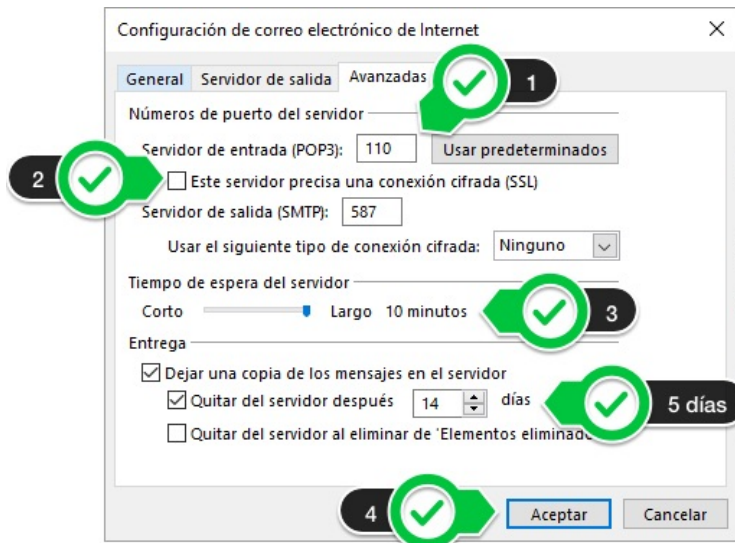 Configuración de correo electrónico de Internet
General Servidor de salida Avanzadas
1
Números de puerto del servidor
Servidor de entrada (POP3): 110 Usar predeterminados
2
Este servidor precisa una conexión cifrada (SSL)
Servidor de salida (SMTP): 587
Usar el siguiente tipo de conexión cifrada: Ninguno
Tiempo de espera del servidor
Corto Largo 10 minutos
3
Entrega
Dejar una copia de los mensajes en el servidor
Quitar del servidor después 14 días
5 días
Quitar del servidor al eliminar de 'Elementos eliminado
4
Aceptar Cancelar